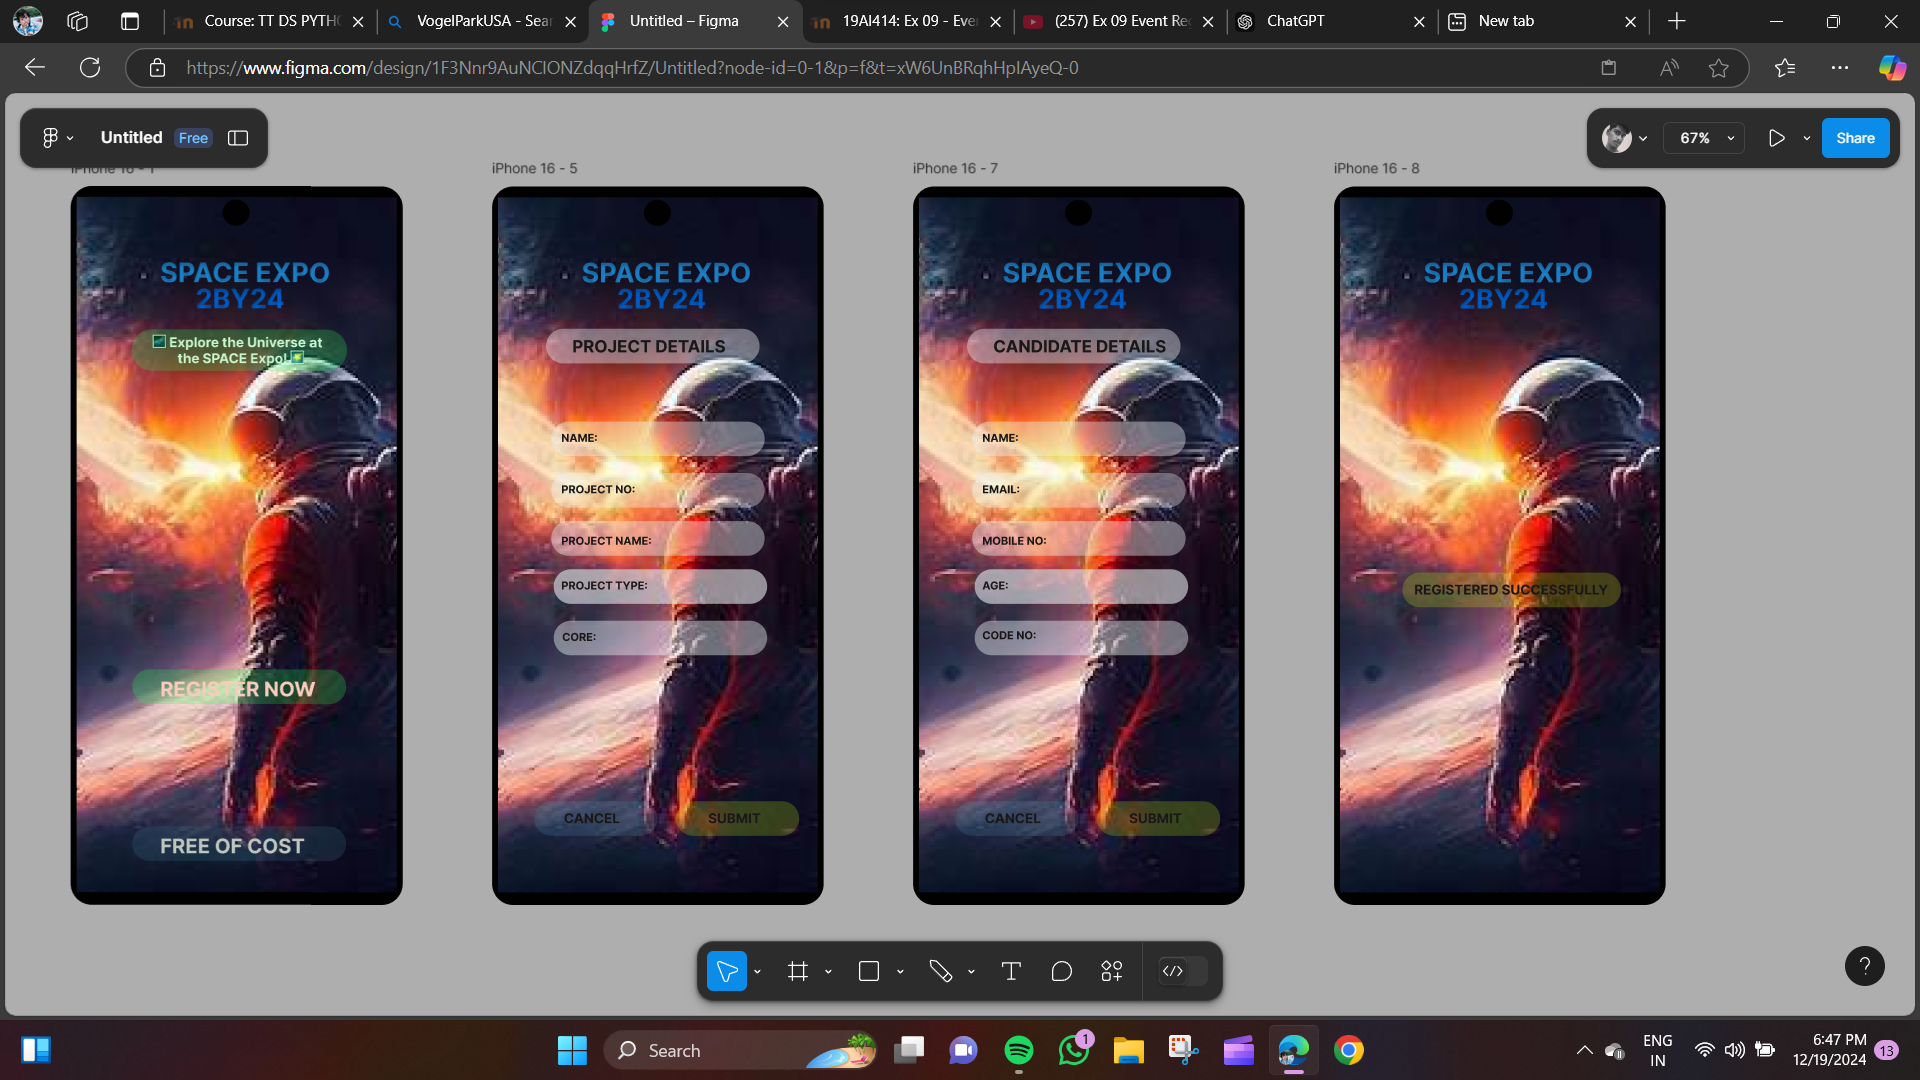 Course: TT DS PYTH
VogelParkUSA - Sear
Untitled – Figma
19AI414: Ex 09 - Eve
(257) Ex 09 Event Re
ChatGPT
New tab
https://www.figma.com/design/1F3Nnr9AuNCIONZdqqHrfZ/Untitled?node-id=0-1&p=f&t=xW6UnBRqhHpIAyeQ-0
Untitled
Free
67%
Share
iPhone 16 - 1
iPhone 16 - 5
iPhone 16 - 7
iPhone 16 - 8
SPACE EXPO
2BY24
Explore the Universe at
the SPACE Expo!
REGISTER NOW
FREE OF COST
SPACE EXPO
2BY24
PROJECT DETAILS
NAME:
PROJECT NO:
PROJECT NAME:
PROJECT TYPE:
CORE:
CANCEL
SUBMIT
SPACE EXPO
2BY24
CANDIDATE DETAILS
NAME:
EMAIL:
MOBILE NO:
AGE:
CODE NO:
CANCEL
SUBMIT
SPACE EXPO
2BY24
REGISTERED SUCCESSFULLY
?
Search
1
ENG
IN
6:47 PM
12/19/2024
13